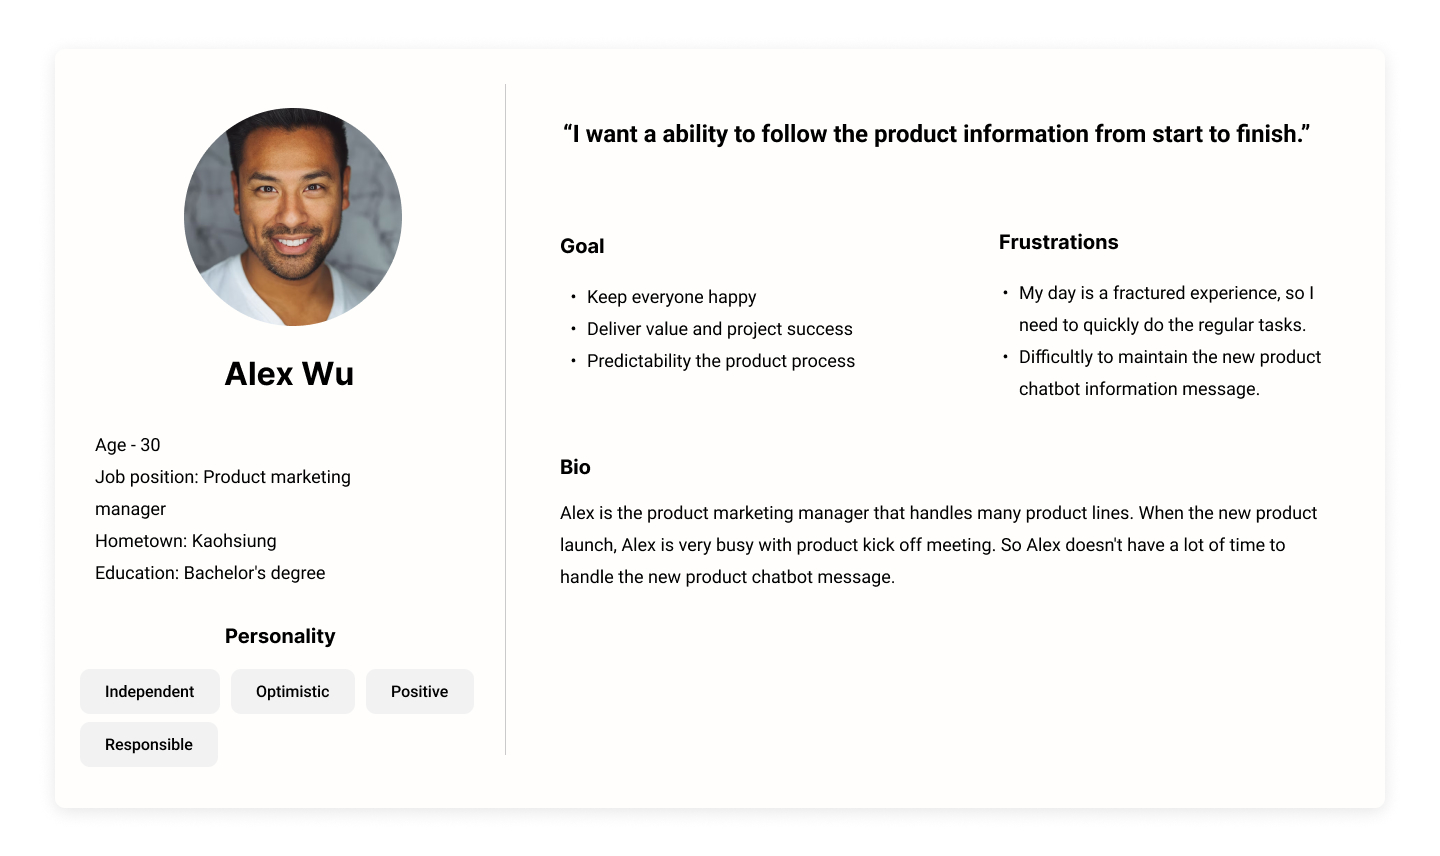 Alex Wu
Age - 30
Job position: Product marketing
manager
Hometown: Kaohsiung
Education: Bachelor's degree
Personality
Independent
Optimistic
Positive
Responsible
“I want a ability to follow the product information from start to finish.”
Goal
• Keep everyone happy
• Deliver value and project success
• Predictability the product process
Frustrations
• My day is a fractured experience, so I
need to quickly do the regular tasks.
• Difficultly to maintain the new product
chatbot information message.
Bio
Alex is the product marketing manager that handles many product lines. When the new product
launch, Alex is very busy with product kick off meeting. So Alex doesn't have a lot of time to
handle the new product chatbot message.